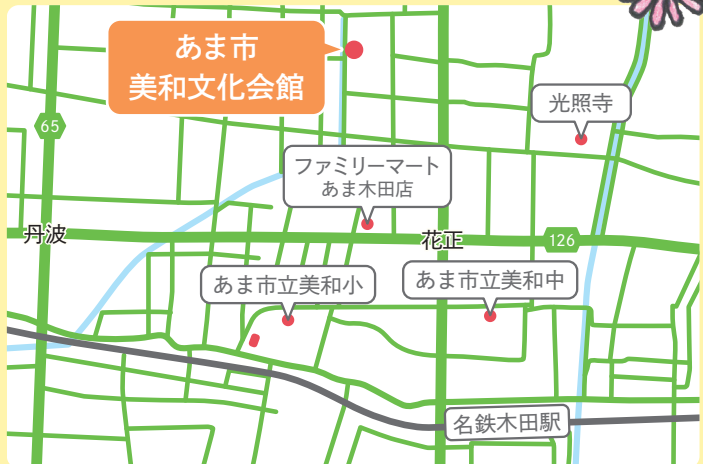 あま市
美和文化会館
光照寺
65
ファミリーマート
あま木田店
丹波
花正
126
あま市立美和小
あま市立美和中
名鉄木田駅